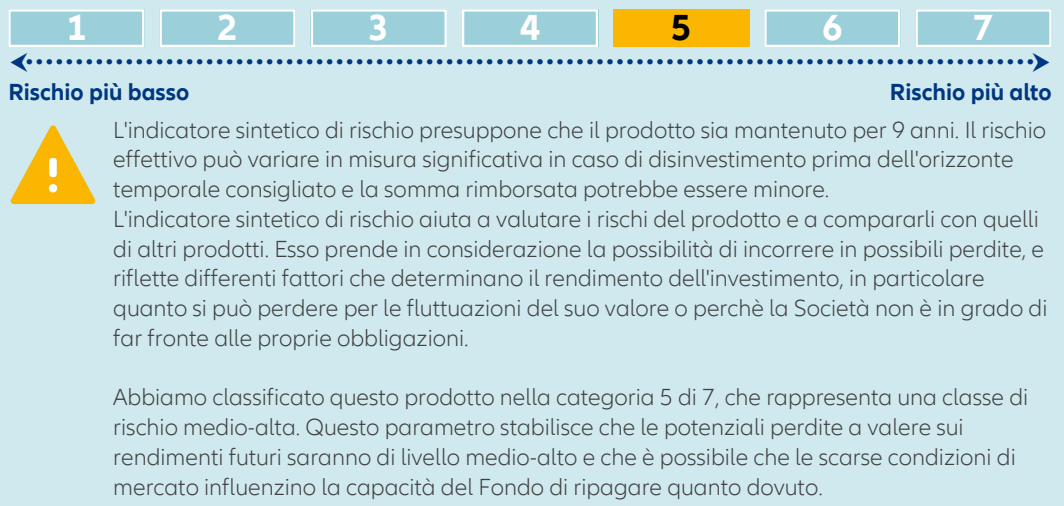 1 2 3 4 5 6 7
Rischio più basso Rischio più alto
L'indicatore sintetico di rischio presuppone che il prodotto sia mantenuto per 9 anni. Il rischio
effettivo può variare in misura significativa in caso di disinvestimento prima dell'orizzonte
temporale consigliato e la somma rimborsata potrebbe essere minore.
L'indicatore sintetico di rischio aiuta a valutare i rischi del prodotto e a compararli con quelli
di altri prodotti. Esso prende in considerazione la possibilità di incorrere in possibili perdite, e
riflette differenti fattori che determinano il rendimento dell'investimento, in particolare
quanto si può perdere per le fluttuazioni del suo valore o perchè la Società non è in grado di
far fronte alle proprie obbligazioni.
Abbiamo classificato questo prodotto nella categoria 5 di 7, che rappresenta una classe di
rischio medio-alta. Questo parametro stabilisce che le potenziali perdite a valere sui
rendimenti futuri saranno di livello medio-alto e che è possibile che le scarse condizioni di
mercato influenzino la capacità del Fondo di ripagare quanto dovuto.